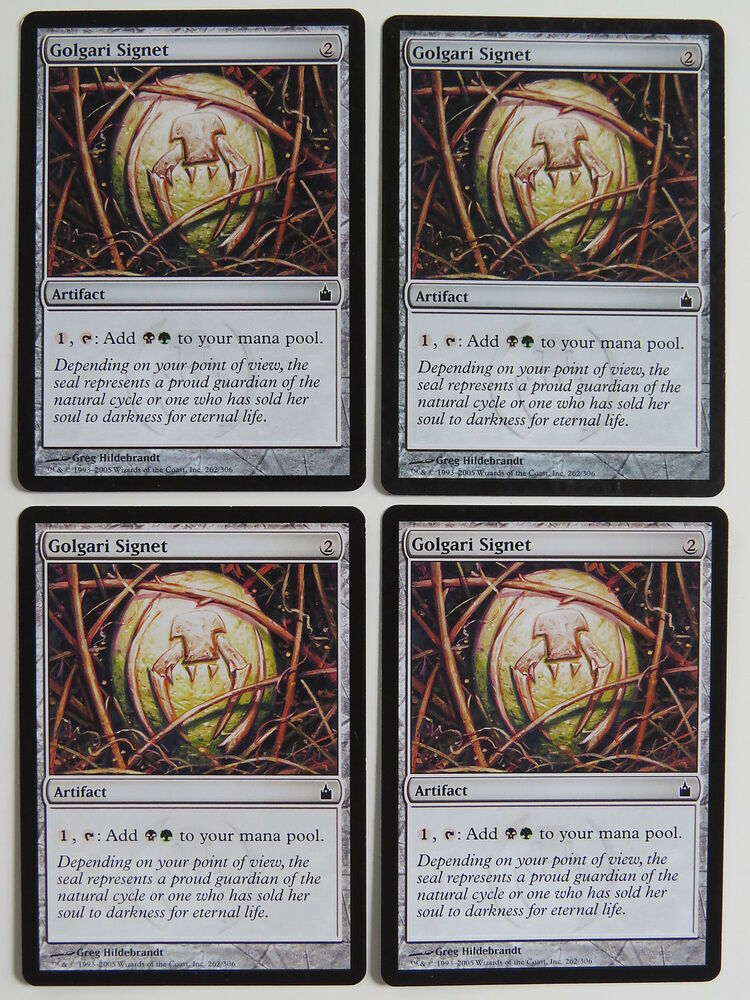 Golgari Signet 2
Artifact
1, : Add to your mana pool.
Depending on your point of view, the
seal represents a proud guardian of the
natural cycle or one who has sold her
soul to darkness for eternal life.
Greg Hildebrandt
™ & © 1993–2005 Wizards of the Coast, Inc. 262/306
Golgari Signet 2
Artifact
1, : Add to your mana pool.
Depending on your point of view, the
seal represents a proud guardian of the
natural cycle or one who has sold her
soul to darkness for eternal life.
Greg Hildebrandt
™ & © 1993–2005 Wizards of the Coast, Inc. 262/306
Golgari Signet 2
Artifact
1, : Add to your mana pool.
Depending on your point of view, the
seal represents a proud guardian of the
natural cycle or one who has sold her
soul to darkness for eternal life.
Greg Hildebrandt
™ & © 1993–2005 Wizards of the Coast, Inc. 262/306
Golgari Signet 2
Artifact
1, : Add to your mana pool.
Depending on your point of view, the
seal represents a proud guardian of the
natural cycle or one who has sold her
soul to darkness for eternal life.
Greg Hildebrandt
™ & © 1993–2005 Wizards of the Coast, Inc. 262/306